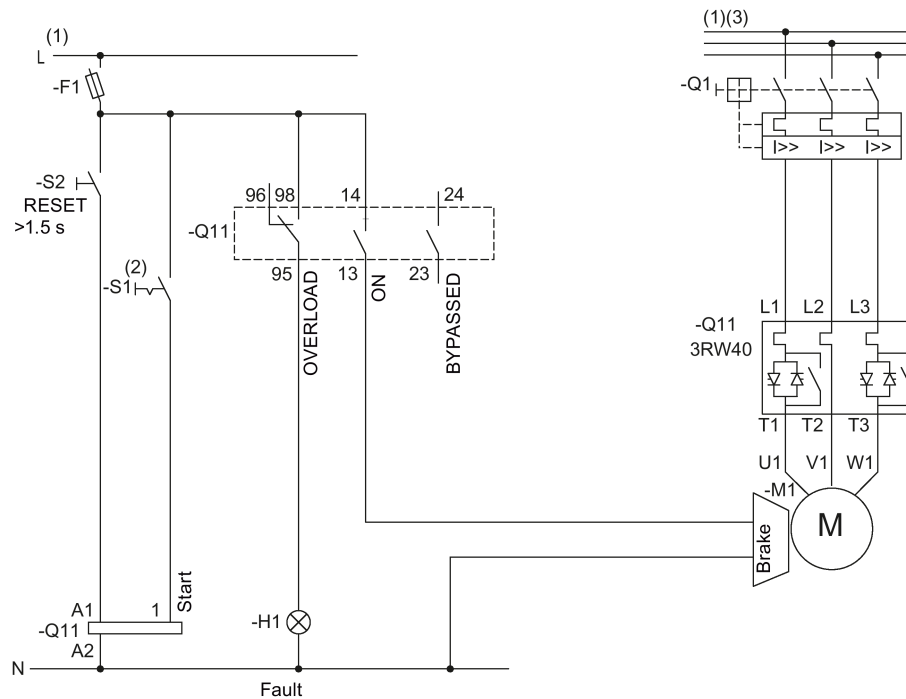 (1)
L
-F1
-S2
RESET
>1.5 s
(2)
-S1
96 98 14 24
-Q11
95 13 23
OVERLOAD
ON
BYPASSED
A1 1
Start
-Q11
A2
-H1
N
Fault
(1)(3)
-Q1
I>> I>> I>>
L1 L2 L3
-Q11
3RW40
T1 T2 T3
U1 V1 W1
-M1
M
Brake